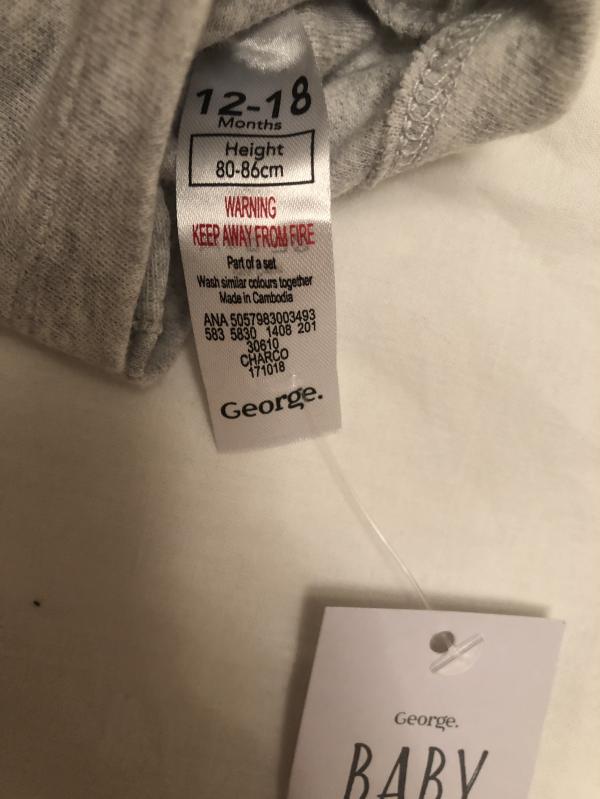 12-18
Months
Height
80-86cm
WARNING
KEEP AWAY FROM FIRE
Part of a set
Wash similar colours together
Made in Cambodia
ANA 5057983003493
583 5830 1408 201
30610
CHARCO
171018
George.
George.
BABY